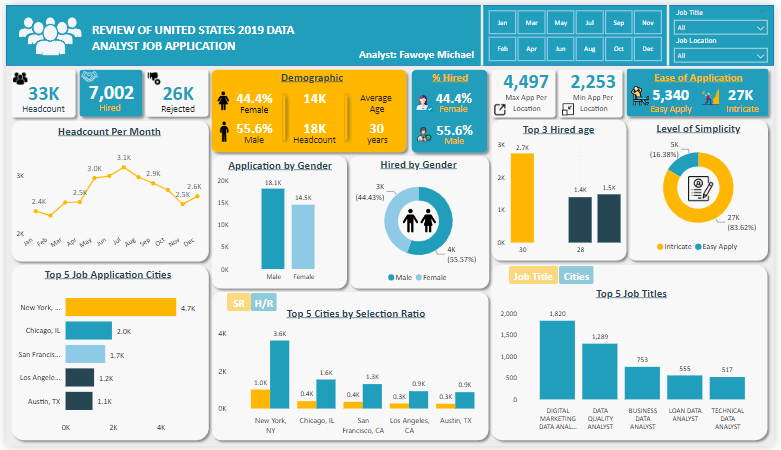 REVIEW OF UNITED STATES 2019 DATA
ANALYST JOB APPLICATION
Analyst: Fawoye Michael
Jan Mar May Jul Sep Nov
Feb Apr Jun Aug Oct Dec
Job Title
All
Job Location
All
33K
Headcount
7,002
Hired
26K
Rejected
Demographic
44.4%
Female
14K
Average
Age
55.6%
Male
18K
Headcount
30
years
% Hired
44.4%
Female
55.6%
Male
4,497
Max App Per
Location
2,253
Min App Per
Location
Ease of Application
5,340
Easy Apply
27K
Intricate
Headcount Per Month
3K
2K
2.4K
2.5K
3.0K
3.1K
2.9K
2.5K
2.6K
Jan Feb Mar Apr May Jun Jul Aug Sep Oct Nov Dec
Application by Gender
20K
15K
10K
5K
0K
18.1K
14.5K
Male Female
Hired by Gender
3K
(44.43%)
4K
(55.57%)
Male Female
Top 3 Hired age
3K
2K
1K
0K
2.7K
1.4K
1.5K
30 28
Level of Simplicity
5K
(16.38%)
27K
(83.62%)
Intricate Easy Apply
Top 5 Job Application Cities
New York, ... 4.7K
Chicago, IL 2.0K
San Francis... 1.7K
Los Angele... 1.2K
Austin, TX 1.1K
0K 2K 4K
SR H/R
Top 5 Cities by Selection Ratio
4K
2K
0K
1.0K 3.6K
0.4K 1.6K
0.4K 1.3K
0.3K 0.9K
0.3K 0.9K
New York,
NY
Chicago, IL
San
Francisco, CA
Los Angeles,
CA
Austin, TX
Job Title Cities
Top 5 Job Titles
2,000
1,500
1,000
500
0
1,820
1,289
753
555
517
DIGITAL
MARKETING
DATA ANAL...
DATA
QUALITY
ANALYST
BUSINESS
DATA
ANALYST
LOAN DATA
ANALYST
TECHNICAL
DATA
ANALYST